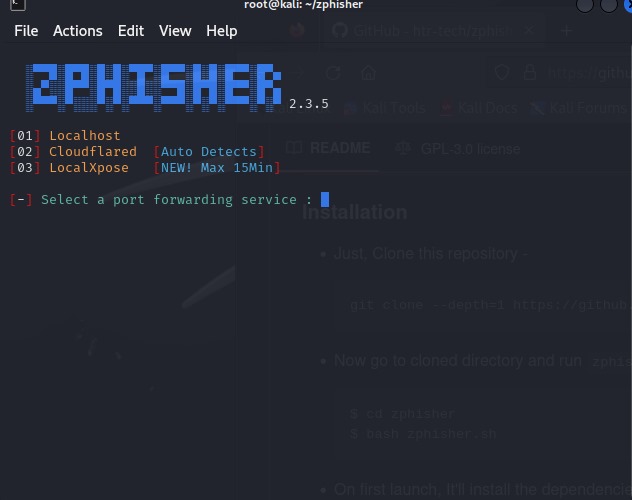 root@kali: ~/zphisher
File Actions Edit View Help
GitHub - htr-tech/zphish
https://githu
Kali Tools Kali Docs Kali Forums
ZPHISHER 2.3.5
[01] Localhost
[02] Cloudflared [Auto Detects]
[03] LocalXpose [NEW! Max 15Min]
README GPL-3.0 license
[-] Select a port forwarding service :
Installation
• Just, Clone this repository -
git clone --depth=1 https://github.
• Now go to cloned directory and run zphis
$ cd zphisher
$ bash zphisher.sh
• On first launch, It'll install the dependencie